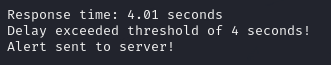 Response time: 4.01 seconds
Delay exceeded threshold of 4 seconds!
Alert sent to server!